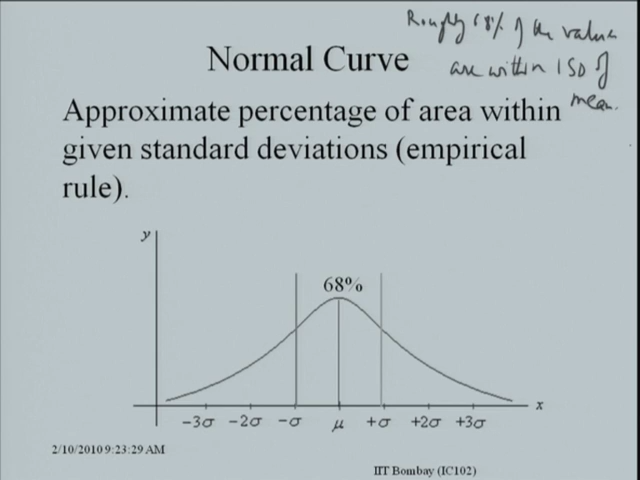 Roughly 68% of the values
are within 1 SD of
mean.
Normal Curve
Approximate percentage of area within
given standard deviations (empirical
rule).
y
68%
x
−3σ −2σ −σ μ +σ +2σ +3σ
2/10/2010 9:23:29 AM
IIT Bombay (IC102)